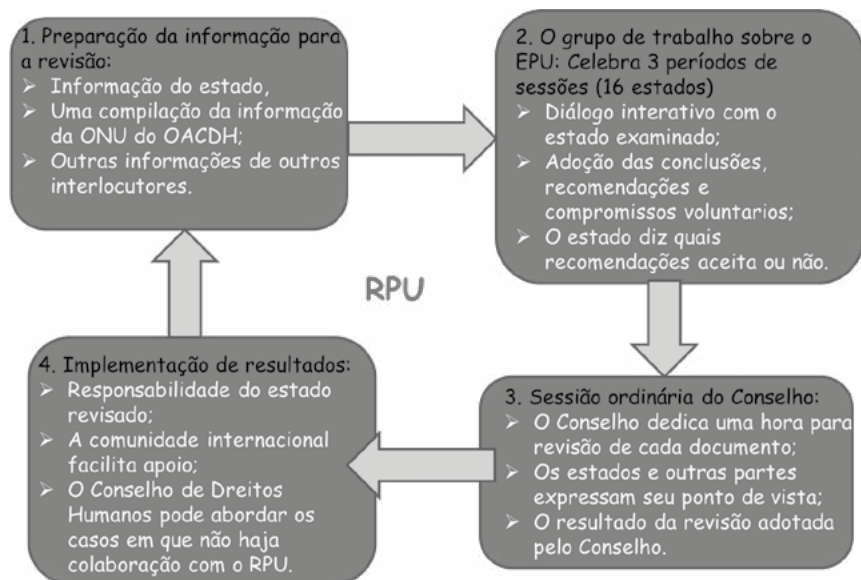 1. Preparação da informação para
a revisão:
➢ Informação do estado,
➢ Uma compilação da informação
da ONU do OACDH;
➢ Outras informações de outros
interlocutores.
2. O grupo de trabalho sobre o
EPU: Celebra 3 períodos de
sessões (16 estados)
➢ Diálogo interativo com o
estado examinado;
➢ Adoção das conclusões,
recomendações e
compromissos voluntarios;
➢ O estado diz quais
recomendações aceita ou não.
RPU
4. Implementação de resultados:
➢ Responsabilidade do estado
revisado;
➢ A comunidade internacional
facilita apoio;
➢ O Conselho de Dreitos
Humanos pode abordar os
casos em que não haja
colaboração com o RPU.
3. Sessião ordinária do Conselho:
➢ O Conselho dedica uma hora para
revisão de cada documento;
➢ Os estados e outras partes
expressam seu ponto de vista;
➢ O resultado da revisão adotada
pelo Conselho.